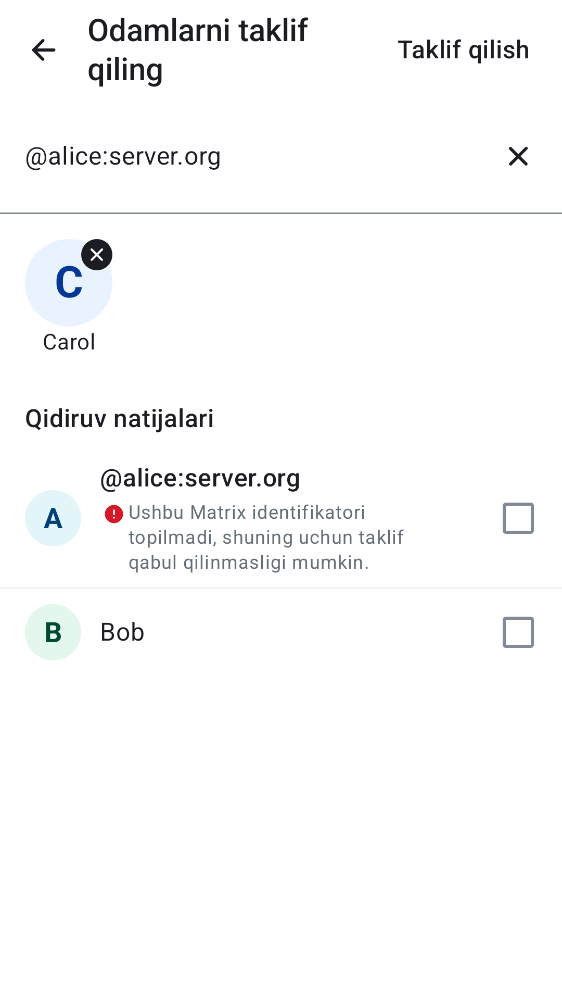 Odamlarni taklif
qiling
Taklif qilish
@alice:server.org
C
Carol
Qidiruv natijalari
A
@alice:server.org
Ushbu Matrix identifikatori
topilmadi, shuning uchun taklif
qabul qilinmasligi mumkin.
B
Bob